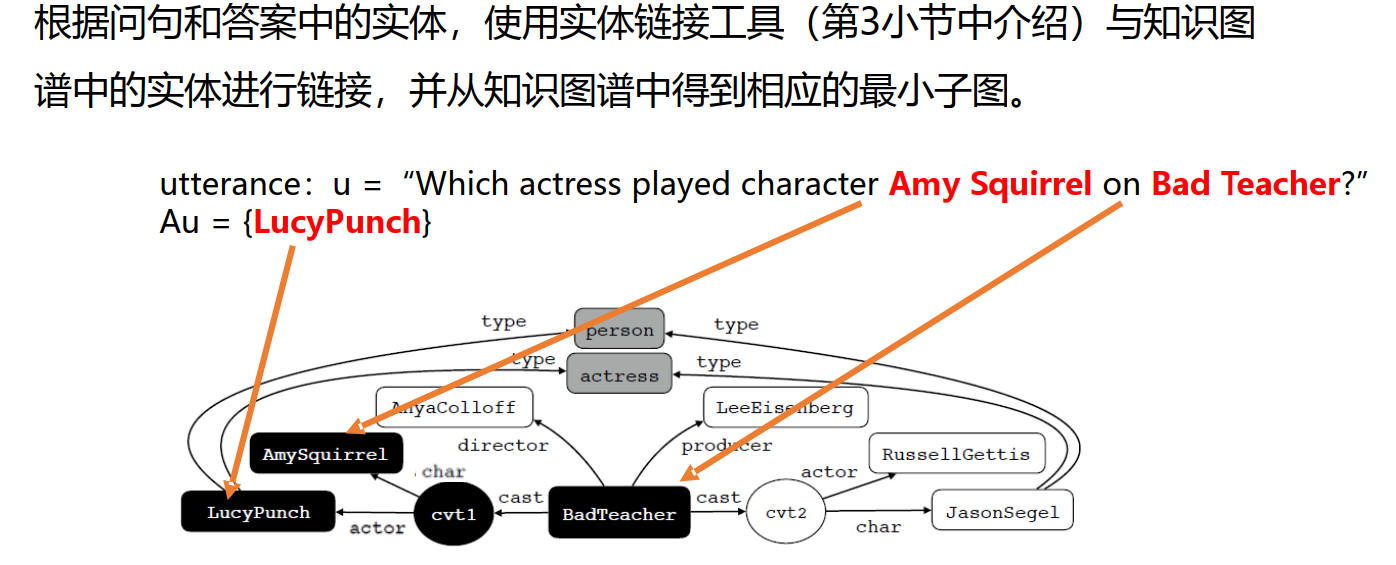 根据问句和答案中的实体，使用实体链接工具（第3小节中介绍）与知识图
谱中的实体进行链接，并从知识图谱中得到相应的最小子图。
utterance：u =“Which actress played character Amy Squirrel on Bad Teacher?”
Au = {LucyPunch}
type
person
type
type
actress
type
AnyaColloff
LeeEisenberg
AmySquirrel
director
producer
RussellGettis
char
actor
LucyPunch
actor
cvt1
cast
BadTeacher
cast
cvt2
char
JasonSegel